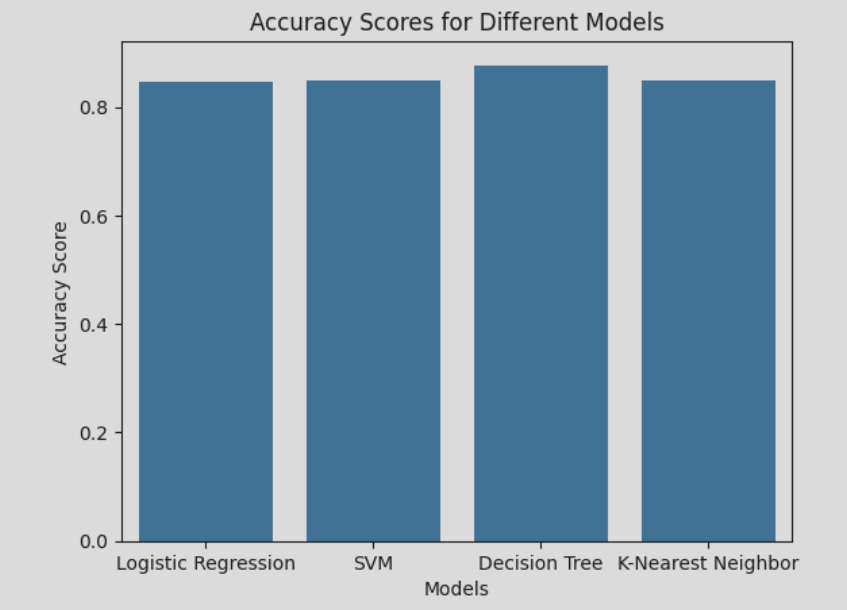 Accuracy Scores for Different Models
0.8
0.6
0.4
0.2
0.0
Accuracy Score
Logistic Regression SVM Decision Tree K-Nearest Neighbor
Models